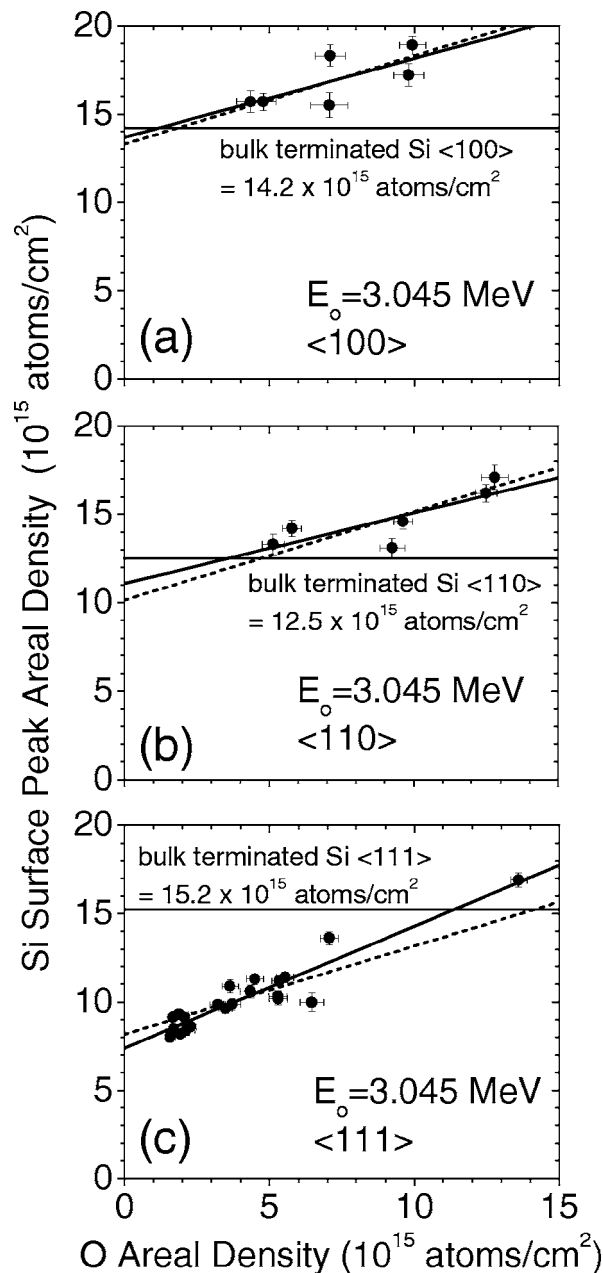 Si Surface Peak Areal Density (10^15 atoms/cm^2)
20
15
10
5
0
bulk terminated Si <100>
= 14.2 x 10^15 atoms/cm^2
E_o=3.045 MeV
(a)
<100>
20
15
10
5
0
bulk terminated Si <110>
= 12.5 x 10^15 atoms/cm^2
E_o=3.045 MeV
(b)
<110>
20
15
10
5
0
bulk terminated Si <111>
= 15.2 x 10^15 atoms/cm^2
E_o=3.045 MeV
(c)
<111>
0 5 10 15
O Areal Density (10^15 atoms/cm^2)